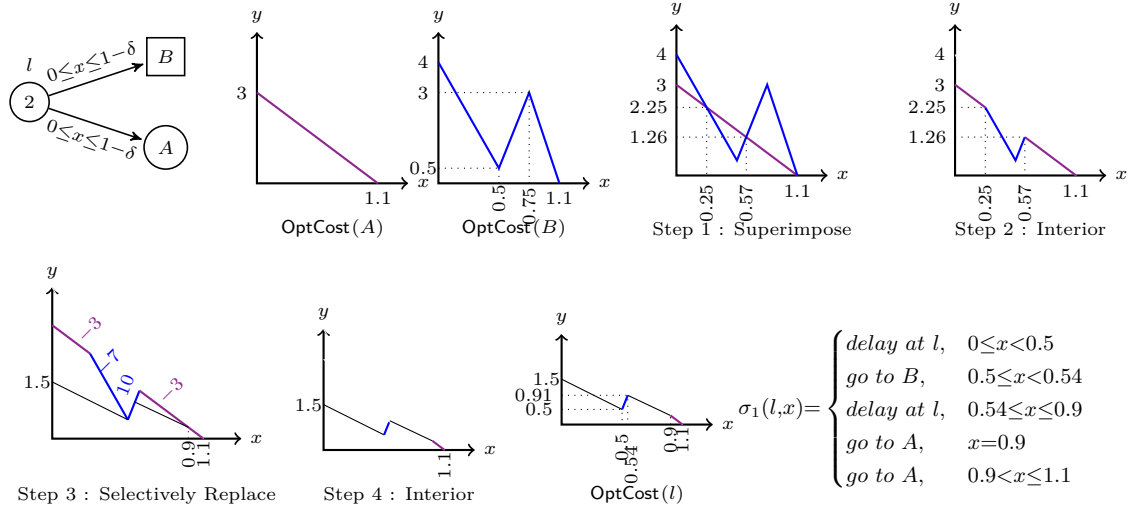 l
2
0≤x≤1−δ
B
0≤x≤1−δ
A
y
3
1.1
x
OptCost(A)
y
4
3
0.5
0.5
0.75
1.1
x
OptCost(B)
y
4
3
2.25
1.26
0.25
0.57
1.1
x
Step 1 : Superimpose
y
4
3
2.25
1.26
0.25
0.57
1.1
x
Step 2 : Interior
y
1.5
−3
−7
10
−3
0.9
1.1
x
Step 3 : Selectively Replace
y
1.5
1.1
x
Step 4 : Interior
y
1.5
0.91
0.5
0.5
0.54
0.9
1.1
x
OptCost(l)
σ₁(l,x)=
delay at l, 0≤x<0.5
go to B, 0.5≤x<0.54
delay at l, 0.54≤x≤0.9
go to A, x=0.9
go to A, 0.9<x≤1.1